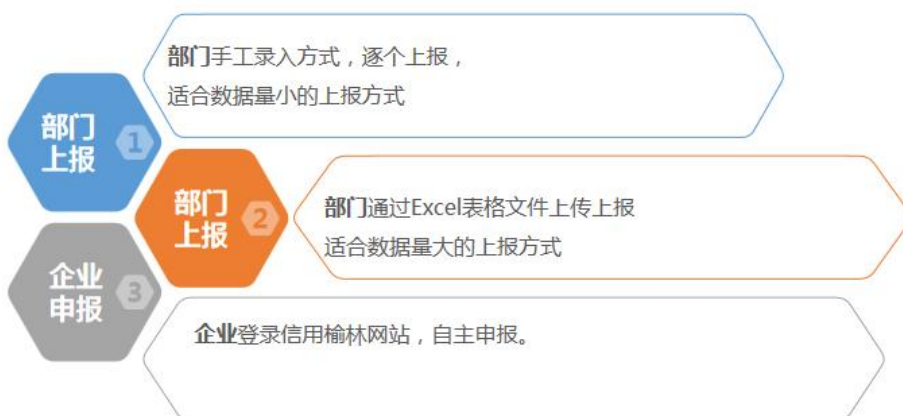 部门手工录入方式，逐个上报，
适合数据量小的上报方式
部门
上报
1
部门
上报
2
部门通过Excel表格文件上传上报
适合数据量大的上报方式
企业
申报
3
企业登录信用榆林网站，自主申报。